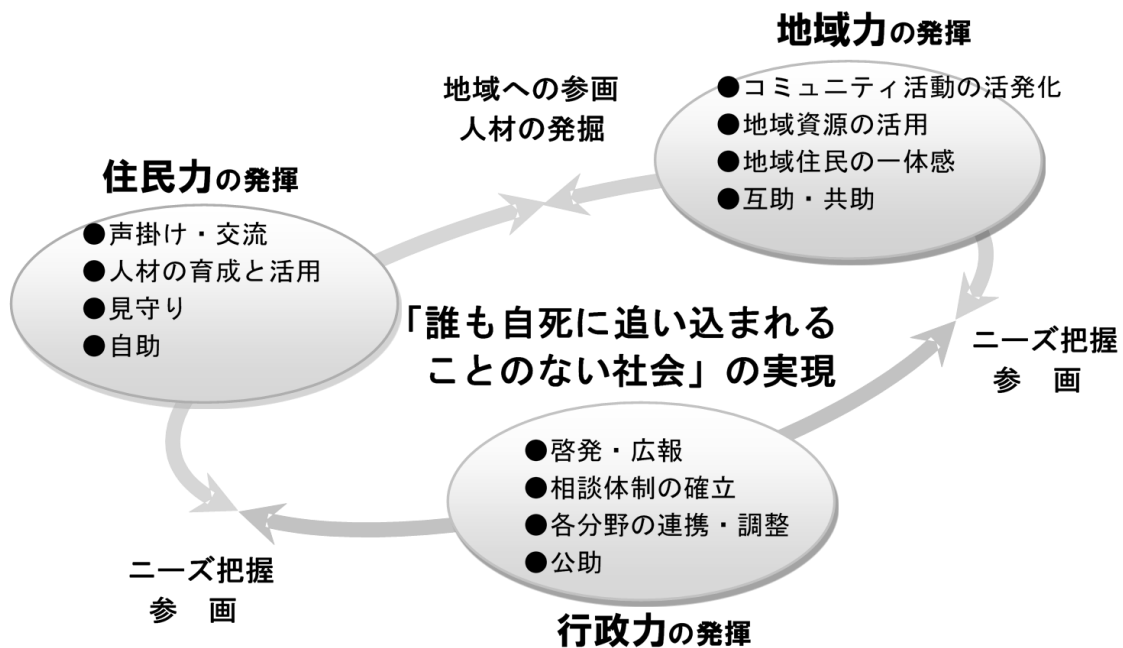 地域力の発揮
●コミュニティ活動の活発化
●地域資源の活用
●地域住民の一体感
●互助・共助
地域への参画
人材の発掘
住民力の発揮
●声掛け・交流
●人材の育成と活用
●見守り
●自助
「誰も自死に追い込まれる
ことのない社会」の実現
ニーズ把握
参　画
●啓発・広報
●相談体制の確立
●各分野の連携・調整
●公助
行政力の発揮
ニーズ把握
参　画